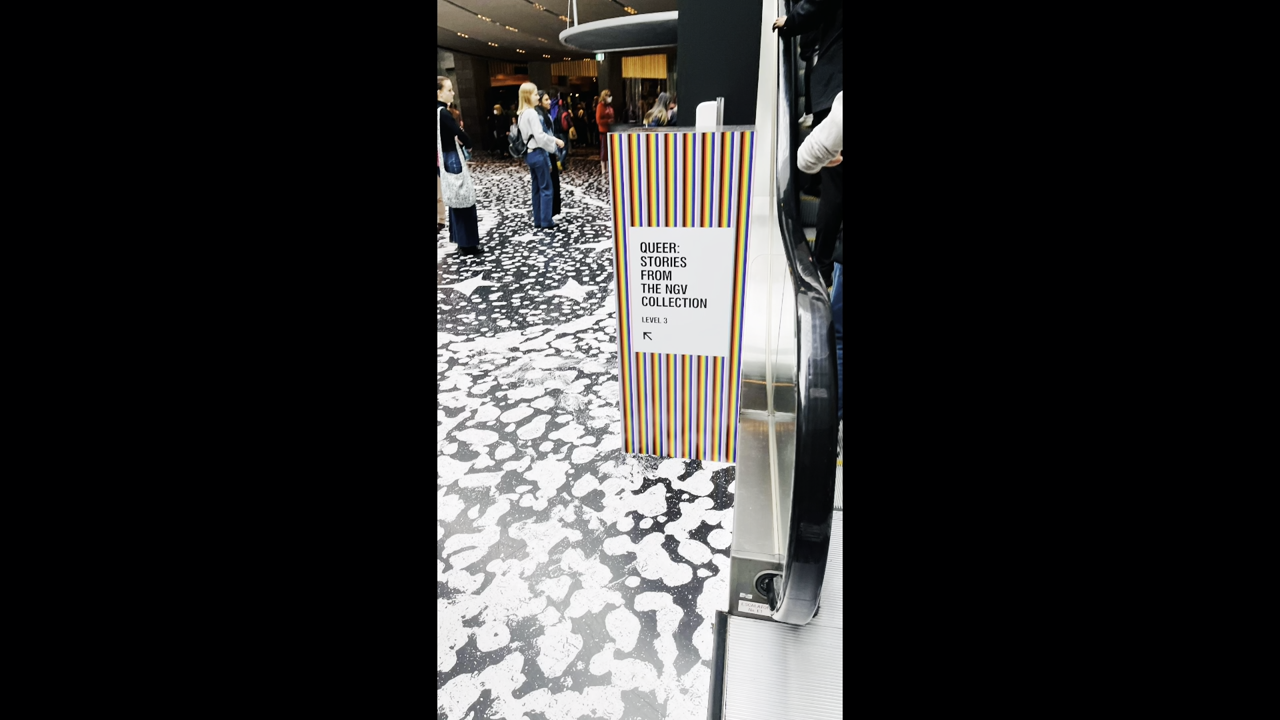 QUEER:
STORIES
FROM
THE NGV
COLLECTION
LEVEL 3